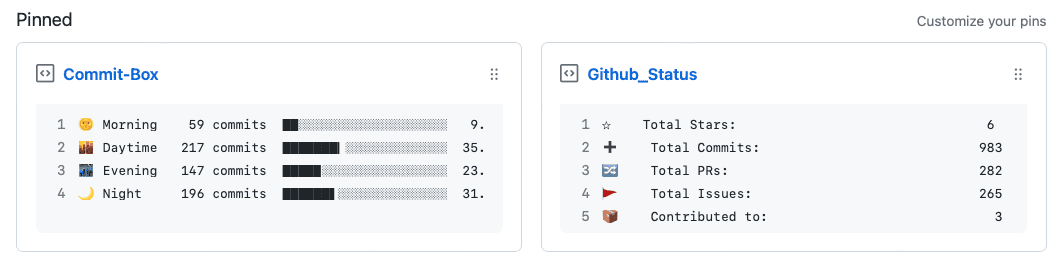 Pinned
Customize your pins
Commit-Box
1 🌞 Morning 59 commits ██░░░░░░░░░░░░░░░░░░░ 9.
2 🌆 Daytime 217 commits ███████▍░░░░░░░░░░░░░ 35.
3 🌃 Evening 147 commits █████░░░░░░░░░░░░░░░░ 23.
4 🌙 Night 196 commits ██████▋░░░░░░░░░░░░░░ 31.
Github_Status
1 ☆ Total Stars: 6
2 ➕ Total Commits: 983
3 🔀 Total PRs: 282
4 🚩 Total Issues: 265
5 📦 Contributed to: 3